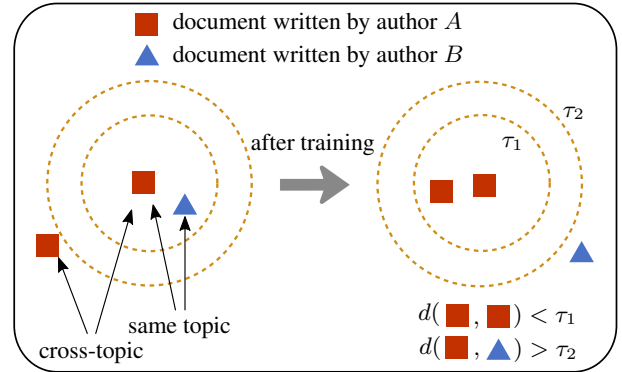 document written by author A
document written by author B
after training
τ₂
τ₁
same topic
cross-topic
d( , ) < τ₁
d( , ) > τ₂